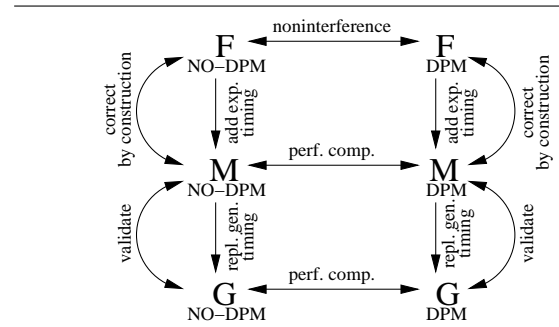 noninterference
F
NO–DPM
F
DPM
correct
by construction
add exp.
timing
add exp.
timing
correct
by construction
perf. comp.
M
NO–DPM
M
DPM
validate
repl. gen.
timing
repl. gen.
timing
validate
perf. comp.
G
NO–DPM
G
DPM